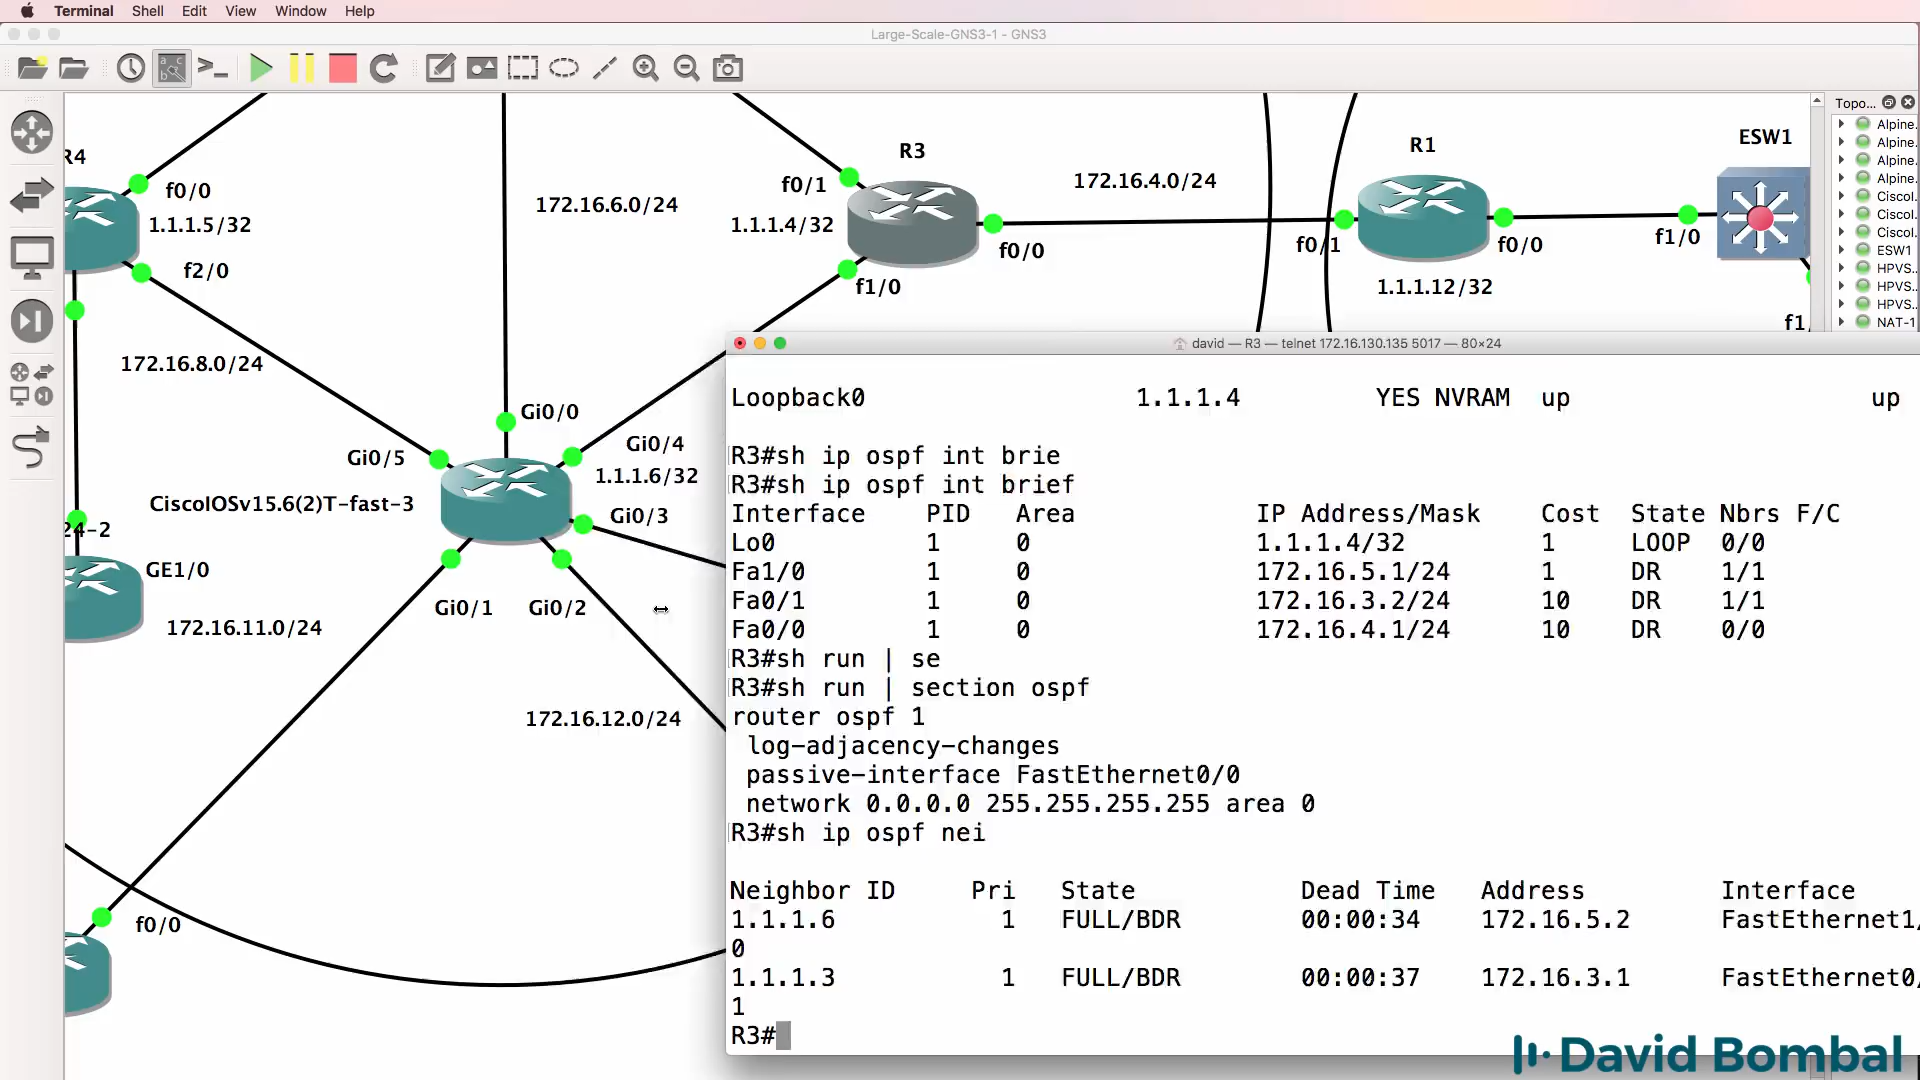 Terminal Shell Edit View Window Help
Large-Scale-GNS3-1 - GNS3
Topo...
Alpine.
Alpine.
Alpine.
Alpine.
Ciscol.
Ciscol.
Ciscol.
ESW1
HPVS..
HPVS..
HPVS..
NAT-1
R4
f0/0
1.1.1.5/32
f2/0
172.16.8.0/24
172.16.6.0/24
R3
f0/1
1.1.1.4/32
f0/0
f1/0
172.16.4.0/24
R1
f0/1
f0/0
1.1.1.12/32
ESW1
f1/0
f1
Gi0/0
Gi0/4
1.1.1.6/32
Gi0/5
CiscoIOSv15.6(2)T-fast-3
Gi0/3
24-2
GE1/0
172.16.11.0/24
Gi0/1
Gi0/2
172.16.12.0/24
f0/0
david — R3 — telnet 172.16.130.135 5017 — 80×24
Loopback0 1.1.1.4 YES NVRAM up up
R3#sh ip ospf int brie
R3#sh ip ospf int brief
Interface PID Area IP Address/Mask Cost State Nbrs F/C
Lo0 1 0 1.1.1.4/32 1 LOOP 0/0
Fa1/0 1 0 172.16.5.1/24 1 DR 1/1
Fa0/1 1 0 172.16.3.2/24 10 DR 1/1
Fa0/0 1 0 172.16.4.1/24 10 DR 0/0
R3#sh run | se
R3#sh run | section ospf
router ospf 1
log-adjacency-changes
passive-interface FastEthernet0/0
network 0.0.0.0 255.255.255.255 area 0
R3#sh ip ospf nei
Neighbor ID Pri State Dead Time Address Interface
1.1.1.6 1 FULL/BDR 00:00:34 172.16.5.2 FastEthernet1/
0
1.1.1.3 1 FULL/BDR 00:00:37 172.16.3.1 FastEthernet0/
1
R3#
David Bombal